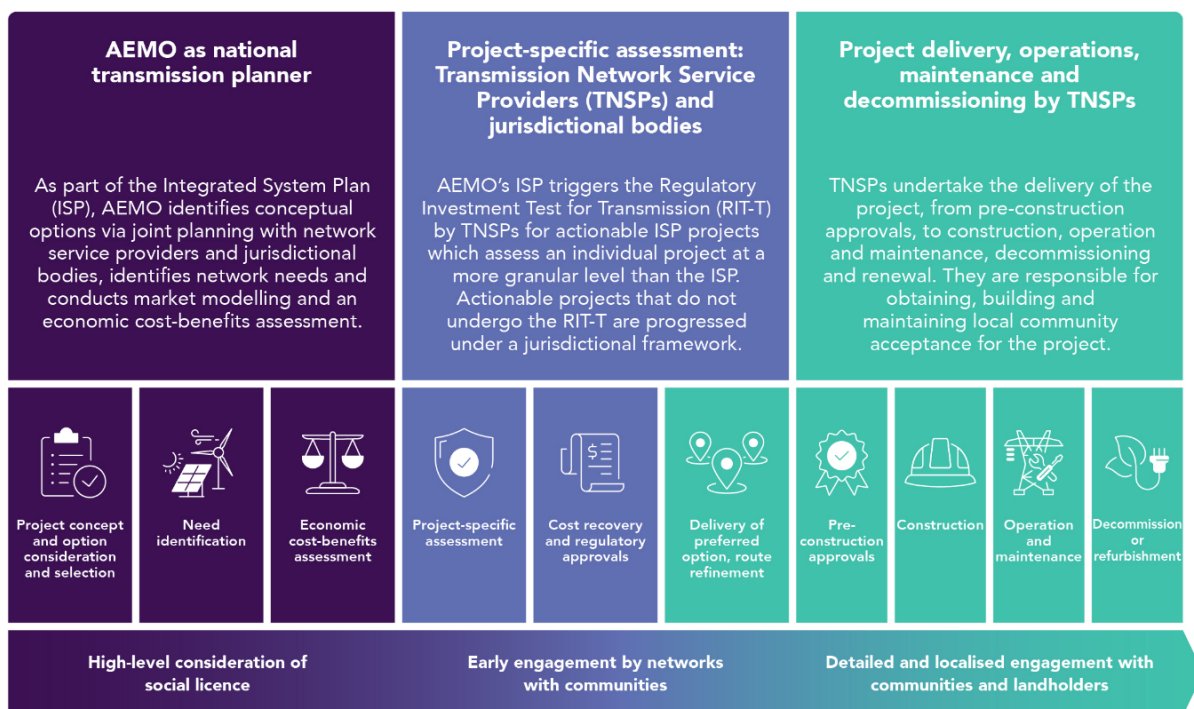 AEMO as national
transmission planner
As part of the Integrated System Plan
(ISP), AEMO identifies conceptual
options via joint planning with network
service providers and jurisdictional
bodies, identifies network needs and
conducts market modelling and an
economic cost-benefits assessment.
Project-specific assessment:
Transmission Network Service
Providers (TNSPs) and
jurisdictional bodies
AEMO’s ISP triggers the Regulatory
Investment Test for Transmission (RIT-T)
by TNSPs for actionable ISP projects
which assess an individual project at a
more granular level than the ISP.
Actionable projects that do not
undergo the RIT-T are progressed
under a jurisdictional framework.
Project delivery, operations,
maintenance and
decommissioning by TNSPs
TNSPs undertake the delivery of the
project, from pre-construction
approvals, to construction, operation
and maintenance, decommissioning
and renewal. They are responsible for
obtaining, building and
maintaining local community
acceptance for the project.
Project concept
and option
consideration
and selection
Need
identification
Economic
cost-benefits
assessment
Project-specific
assessment
$
Cost recovery
and regulatory
approvals
Delivery of
preferred
option, route
refinement
Pre-
construction
approvals
Construction
Operation
and
maintenance
Decommission
or
refurbishment
High-level consideration of
social licence
Early engagement by networks
with communities
Detailed and localised engagement with
communities and landholders